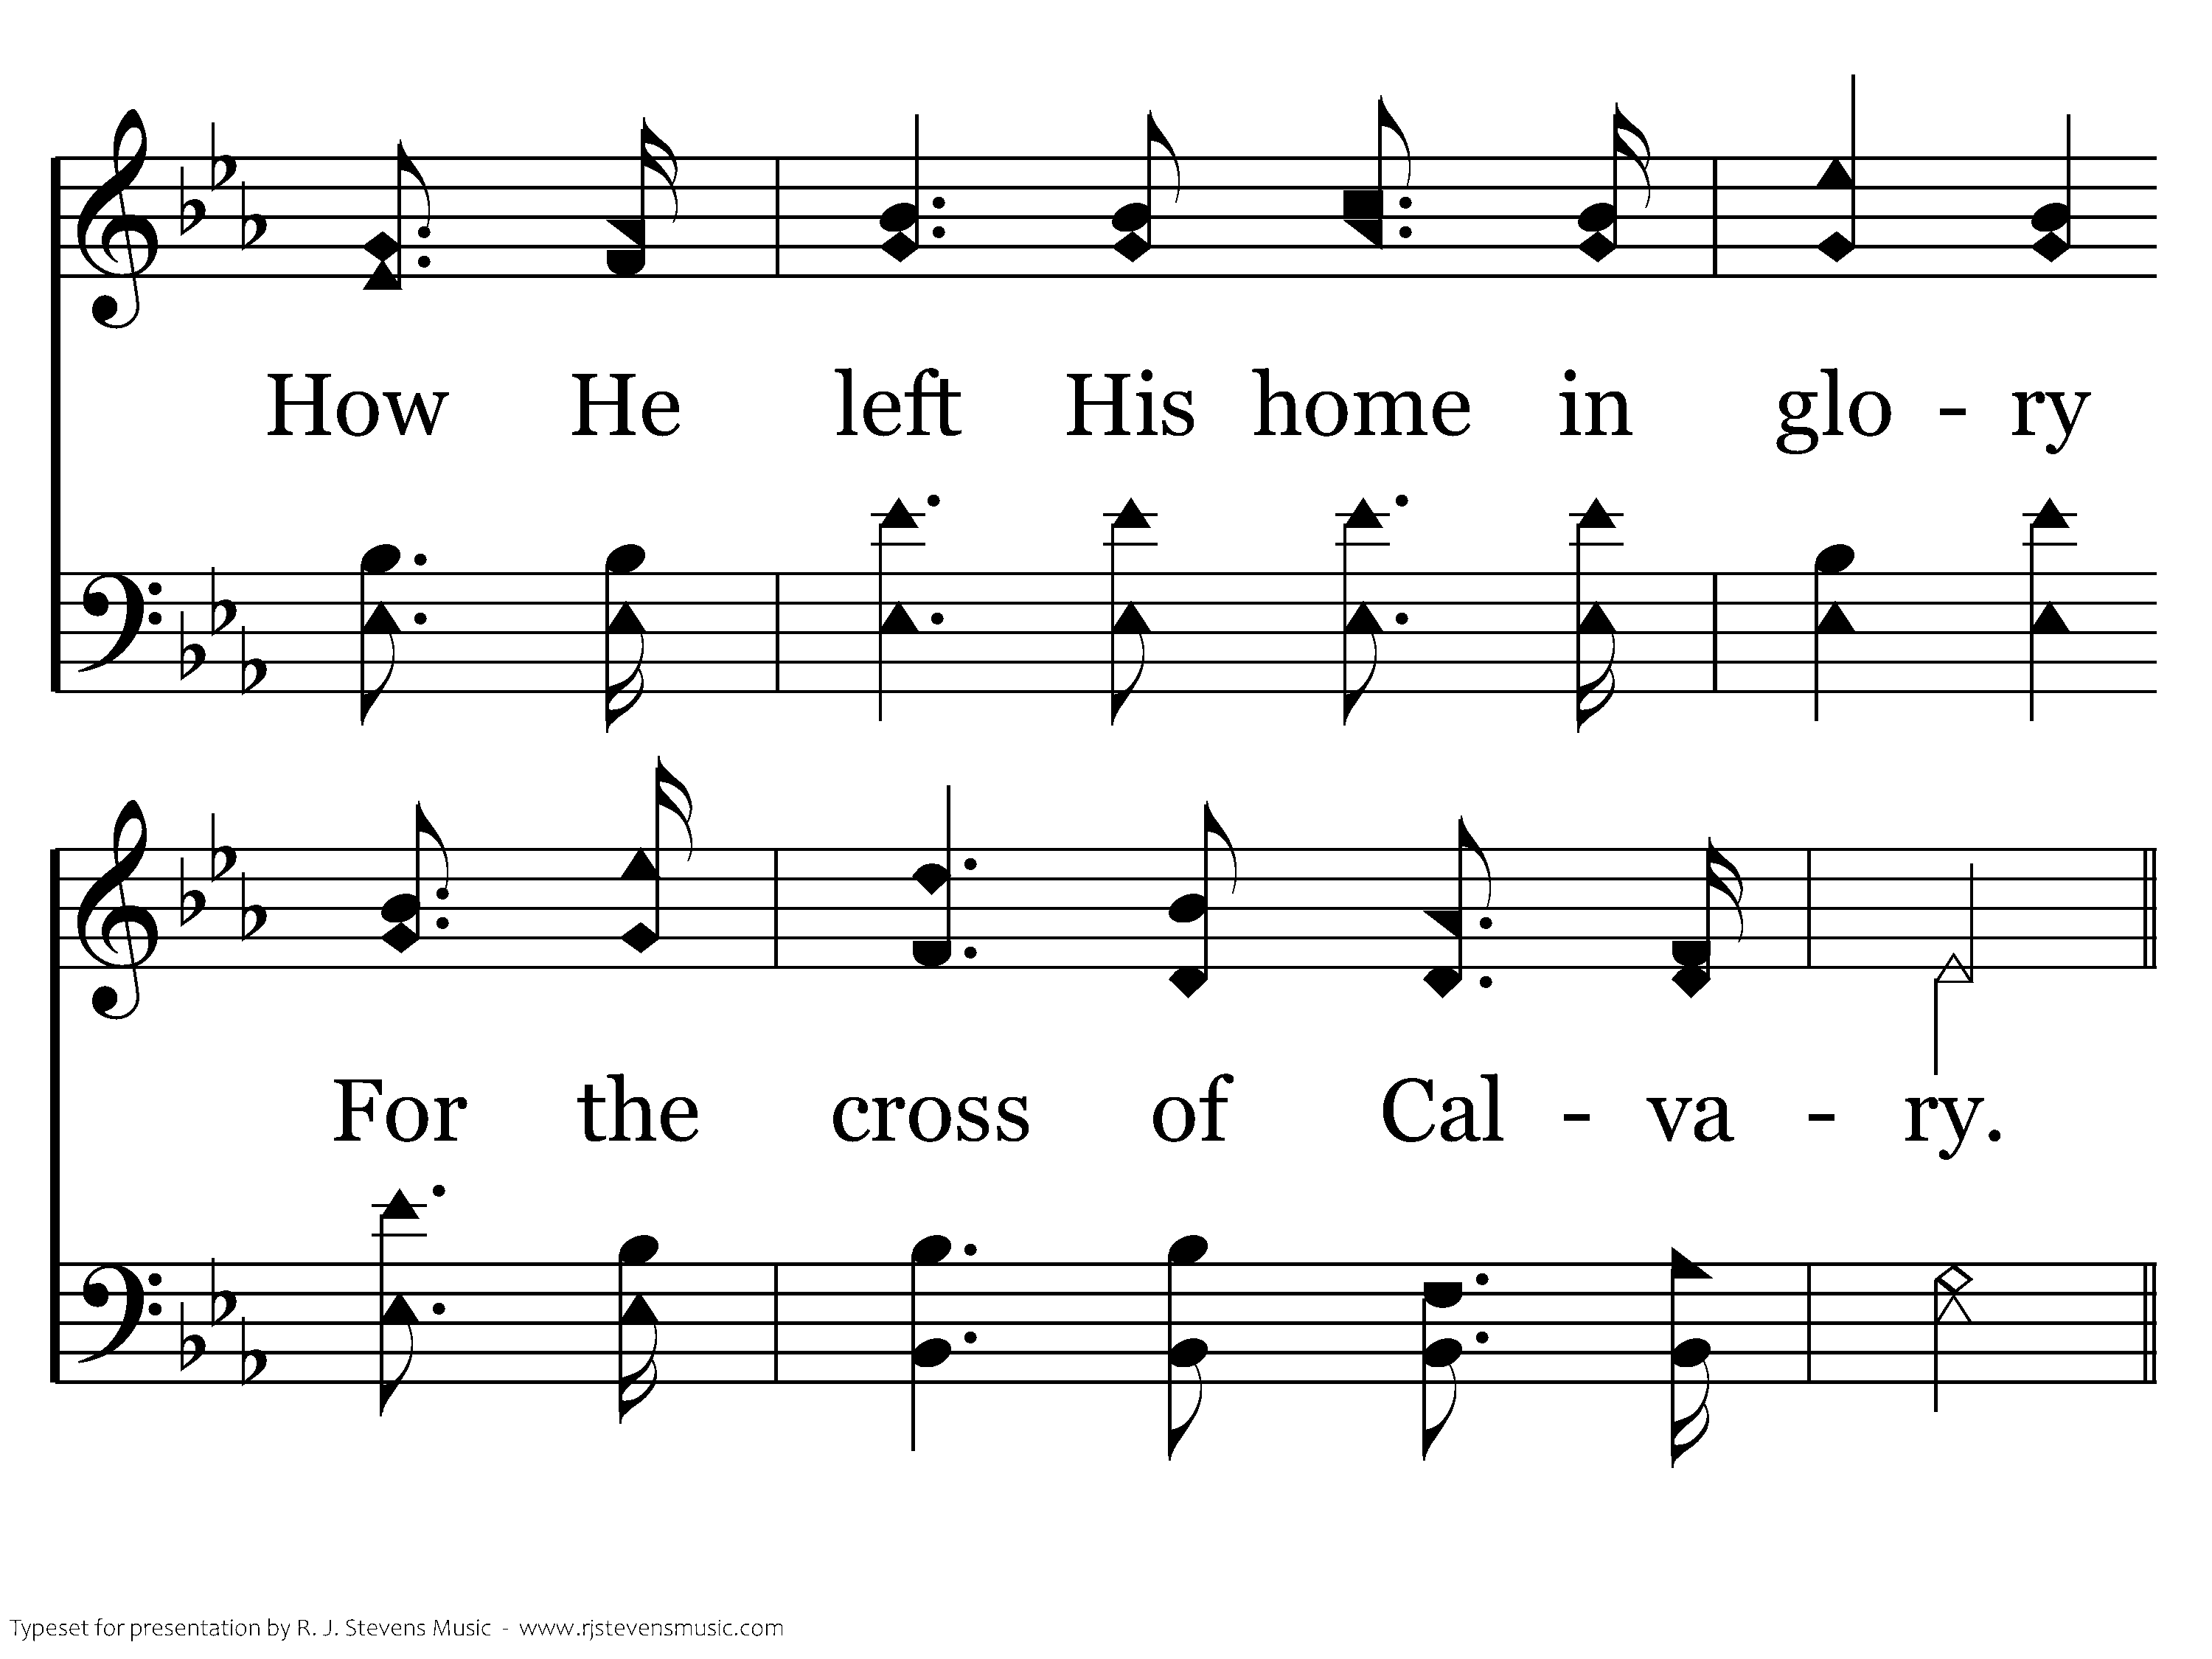 How He left His home in glo - ry
For the cross of Cal - va - ry.
Typeset for presentation by R. J. Stevens Music - www.rjstevensmusic.com